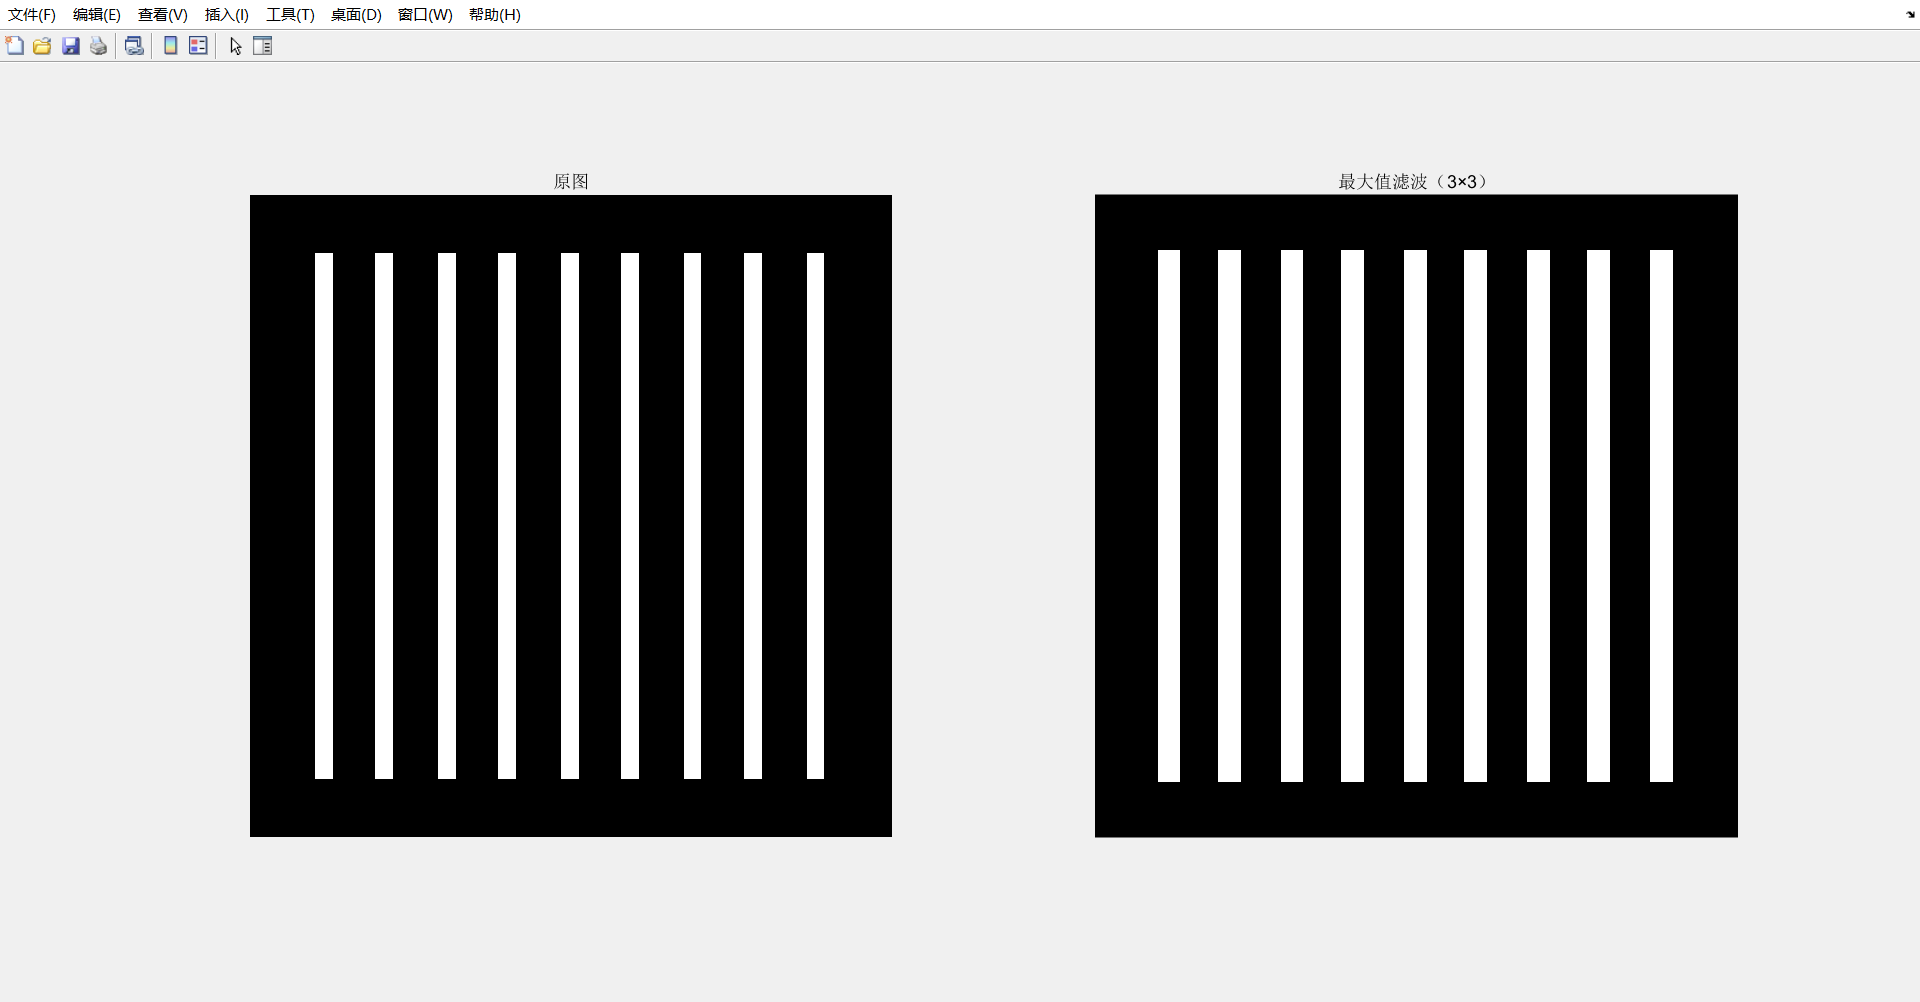 文件(F) 编辑(E) 查看(V) 插入(I) 工具(T) 桌面(D) 窗口(W) 帮助(H)
原图
最大值滤波（3×3）